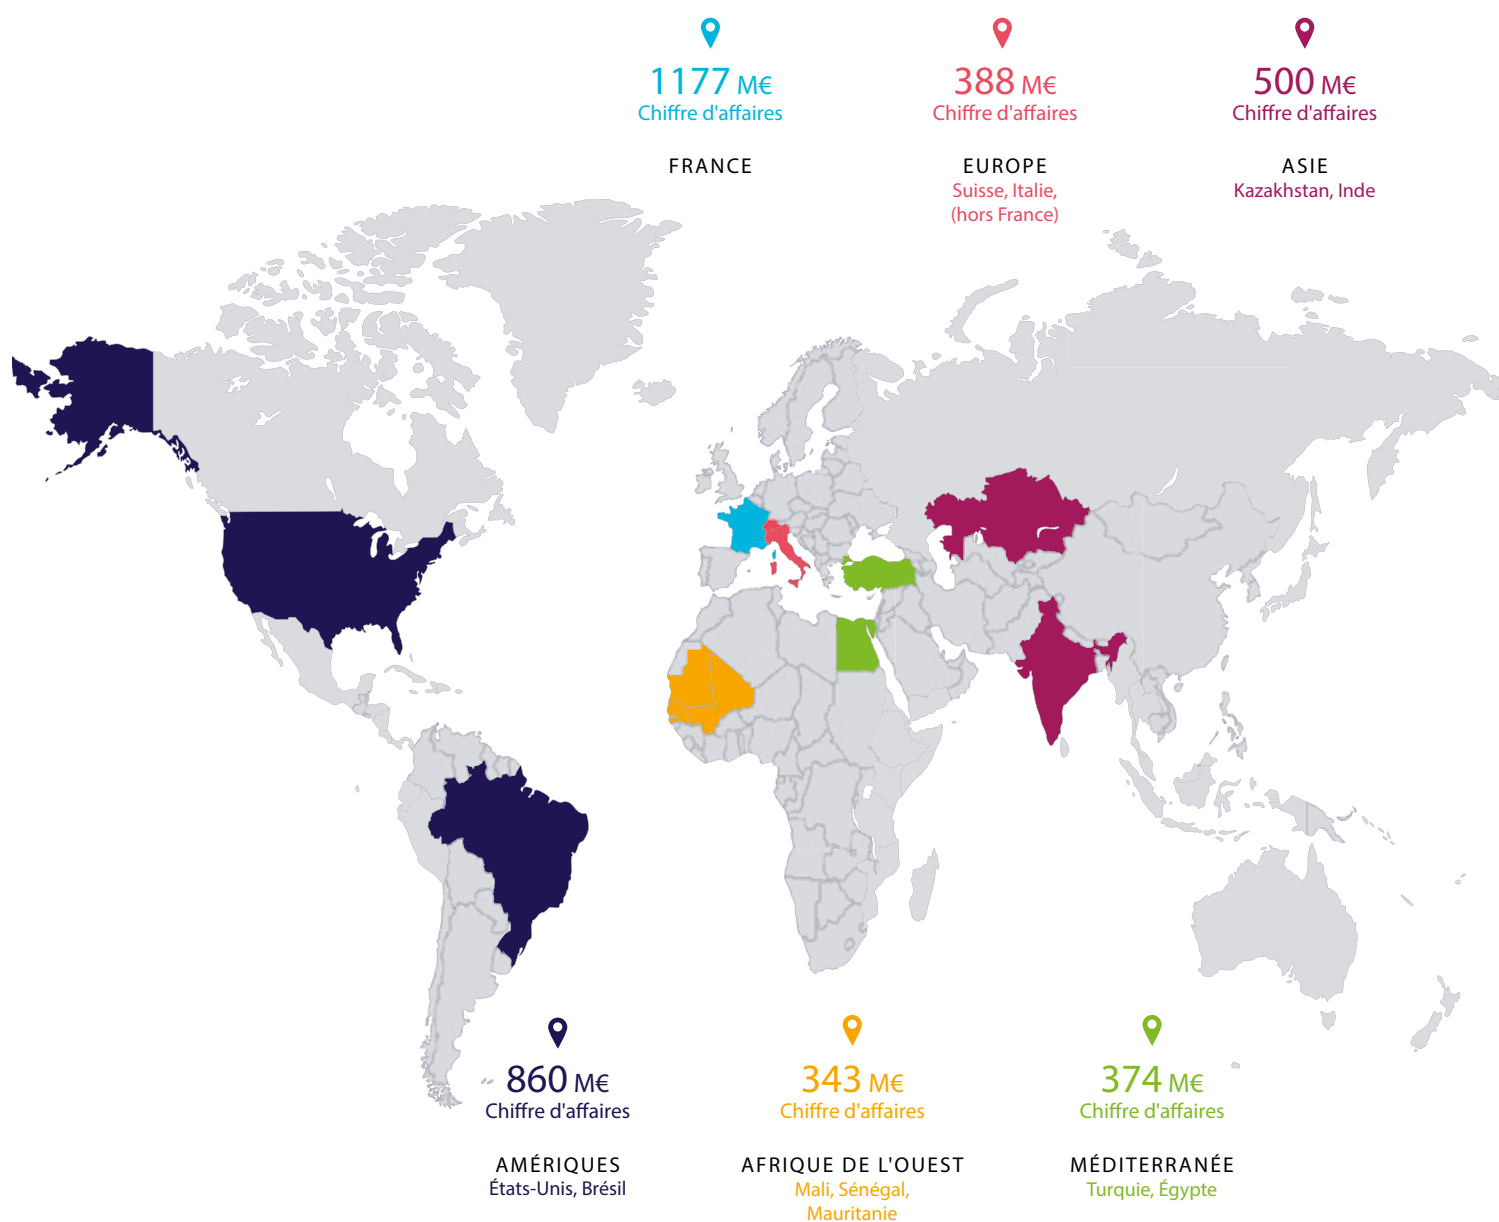 1177 M€
Chiffre d'affaires
FRANCE
388 M€
Chiffre d'affaires
EUROPE
Suisse, Italie,
(hors France)
500 M€
Chiffre d'affaires
ASIE
Kazakhstan, Inde
860 M€
Chiffre d'affaires
AMÉRIQUES
États-Unis, Brésil
343 M€
Chiffre d'affaires
AFRIQUE DE L'OUEST
Mali, Sénégal,
Mauritanie
374 M€
Chiffre d'affaires
MÉDITERRANÉE
Turquie, Égypte